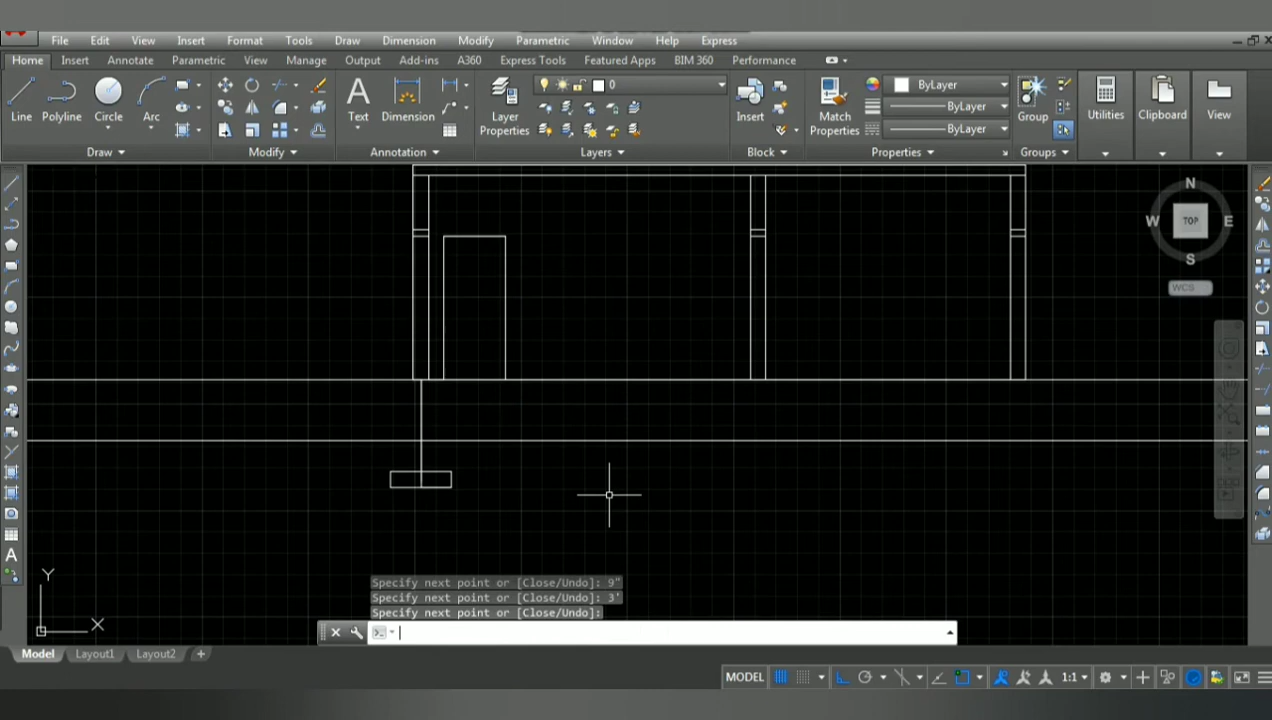 File Edit View Insert Format Tools Draw Dimension Modify Parametric Window Help Express
Home Insert Annotate Parametric View Manage Output Add-ins A360 Express Tools Featured Apps BIM 360 Performance
Line Polyline Circle Arc
Text Dimension
Layer Properties
0
Insert
Match Properties
ByLayer
ByLayer
ByLayer
Group
Utilities
Clipboard
View
Draw Modify Annotation Layers Block Properties Groups
N
W TOP E
S
WCS
A
Y
X
Specify next point or [Close/Undo]: 9"
Specify next point or [Close/Undo]: 3'
Specify next point or [Close/Undo]:
Model Layout1 Layout2 +
MODEL 1:1